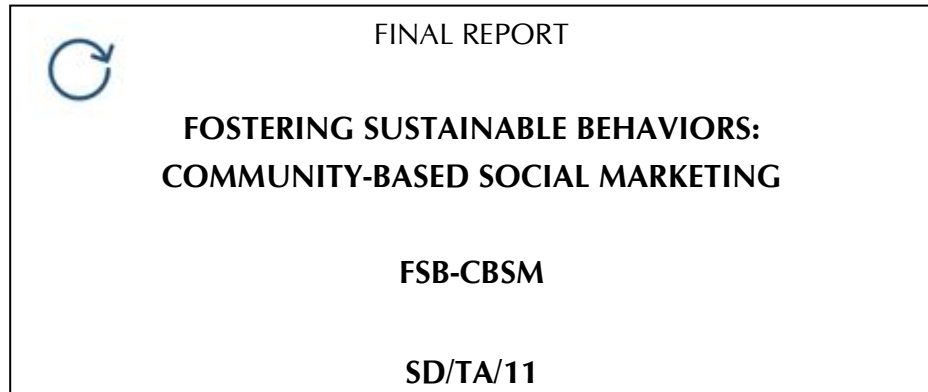 FINAL REPORT
FOSTERING SUSTAINABLE BEHAVIORS:
COMMUNITY-BASED SOCIAL MARKETING
FSB-CBSM
SD/TA/11